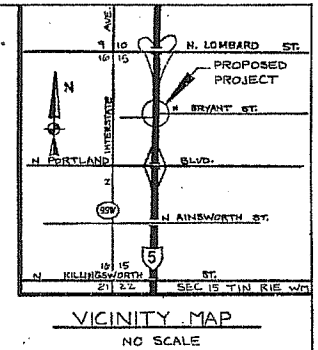 AVE.
9 10 N. LOMBARD ST.
16 15
PROPOSED
PROJECT
N
N BRYANT ST.
INTERSTATE
N PORTLAND BLVD.
N
99W
N AINSWORTH ST.
5
16 15
N KILLINGSWORTH ST.
21 22 SEC 15 T1N R1E WM
VICINITY MAP
NO SCALE